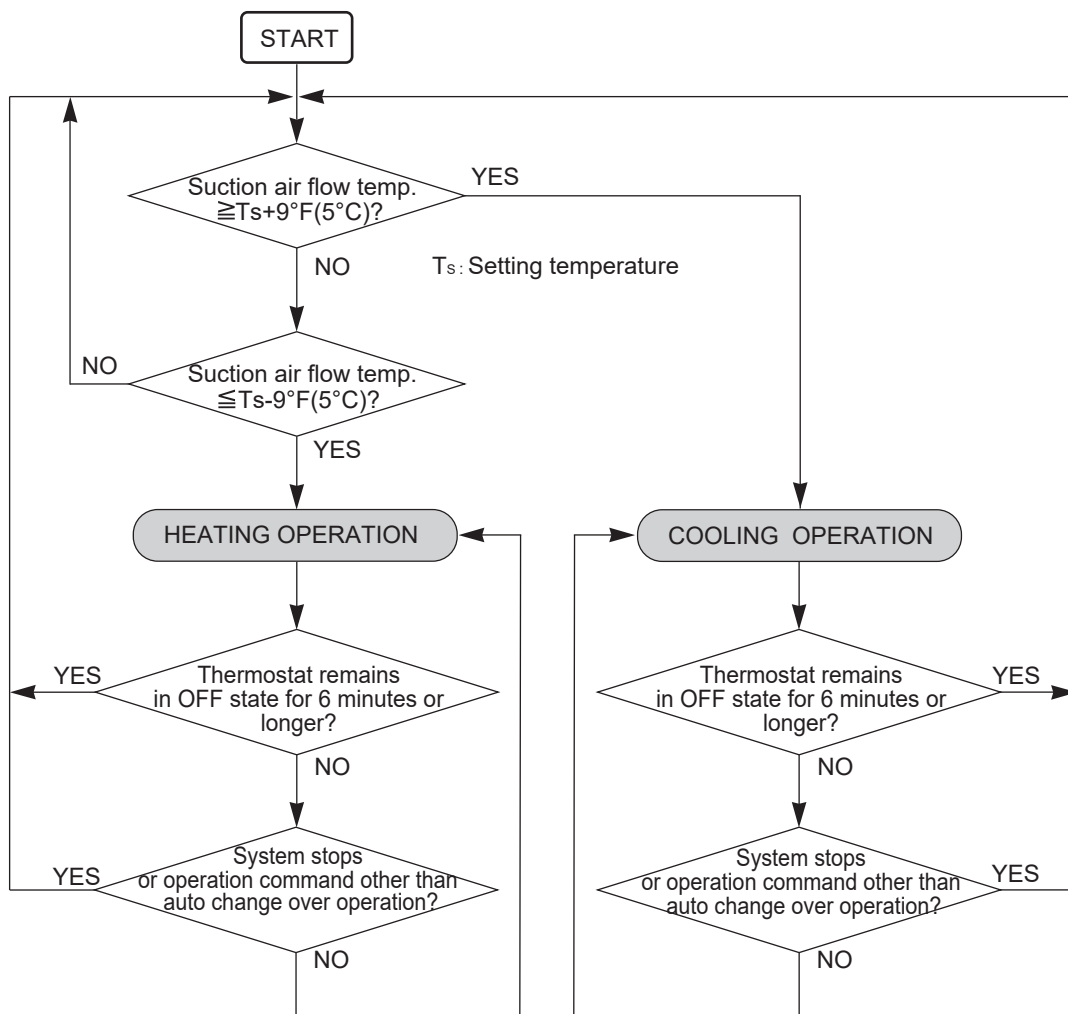 START
Suction air flow temp.
≧Ts+9°F(5°C)?
YES
NO
Ts : Setting temperature
NO
Suction air flow temp.
≦Ts-9°F(5°C)?
YES
HEATING OPERATION
COOLING OPERATION
YES
Thermostat remains
in OFF state for 6 minutes or
longer?
NO
Thermostat remains
in OFF state for 6 minutes or
longer?
YES
NO
YES
System stops
or operation command other than
auto change over operation?
NO
System stops
or operation command other than
auto change over operation?
YES
NO